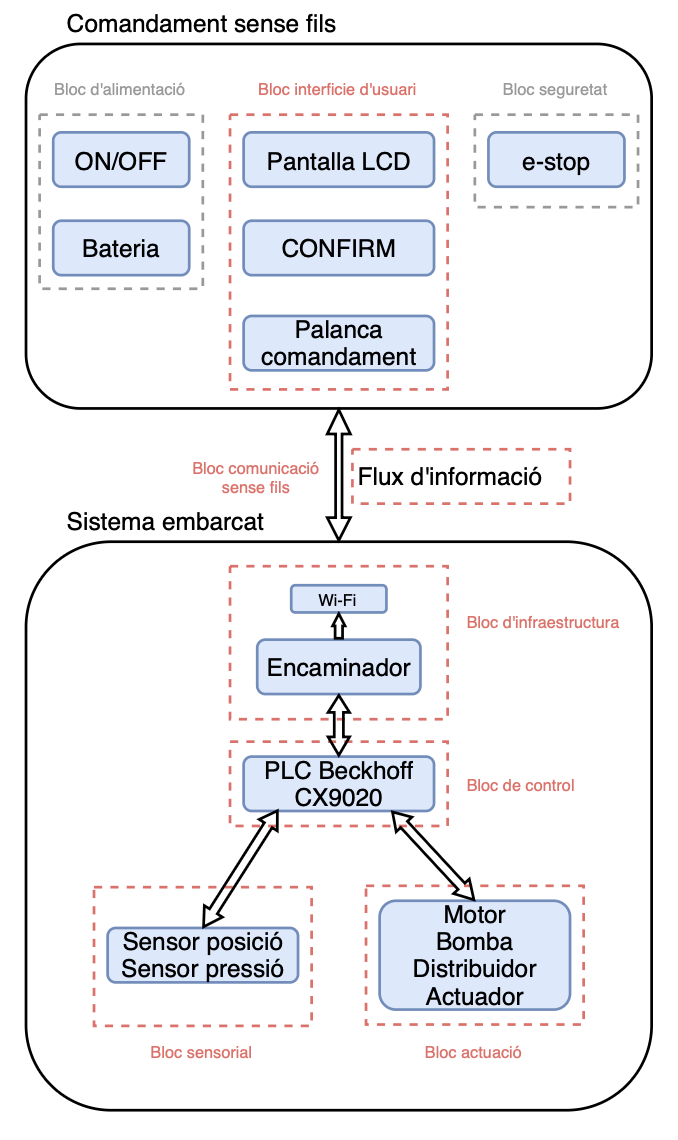 Comandament sense fils
Bloc d'alimentació
Bloc interfície d'usuari
Bloc seguretat
ON/OFF
Pantalla LCD
e-stop
Bateria
CONFIRM
Palanca
comandament
Bloc comunicació
sense fils
Flux d'informació
Sistema embarcat
Wi-Fi
Bloc d'infraestructura
Encaminador
PLC Beckhoff
CX9020
Bloc de control
Sensor posició
Sensor pressió
Motor
Bomba
Distribuidor
Actuador
Bloc sensorial
Bloc actuació